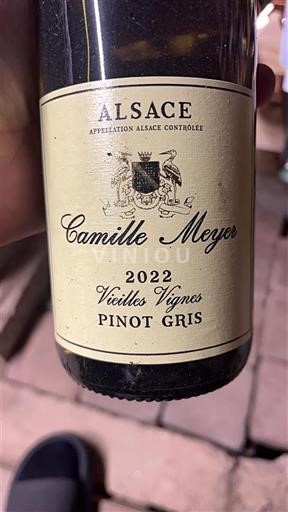 ALSACE
APPELLATION ALSACE CONTRÔLÉE
Camille Meyer
VINIOU
2022
Vieilles Vignes
PINOT GRIS